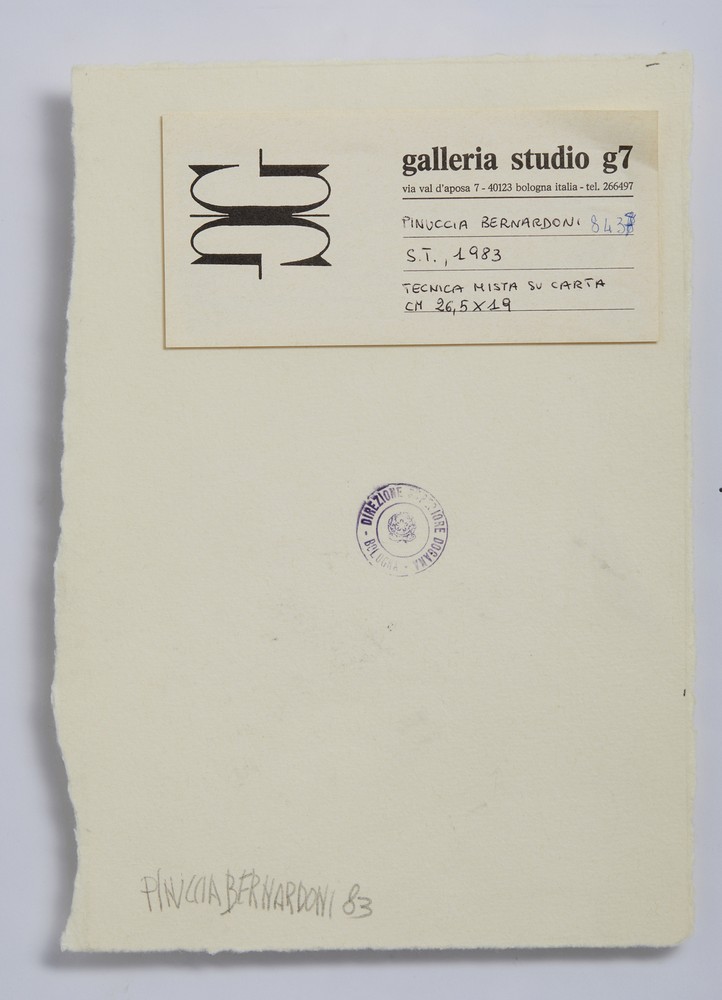 galleria studio g7
via val d'aposa 7 - 40123 bologna italia - tel. 266497
PINUCCIA BERNARDONI
S.T., 1983
TECNICA MISTA SU CARTA
CM 26,5 X 19
DIREZIONE DOGANA
- BOLOGNA -
PINUCCIA BERNARDONI 83